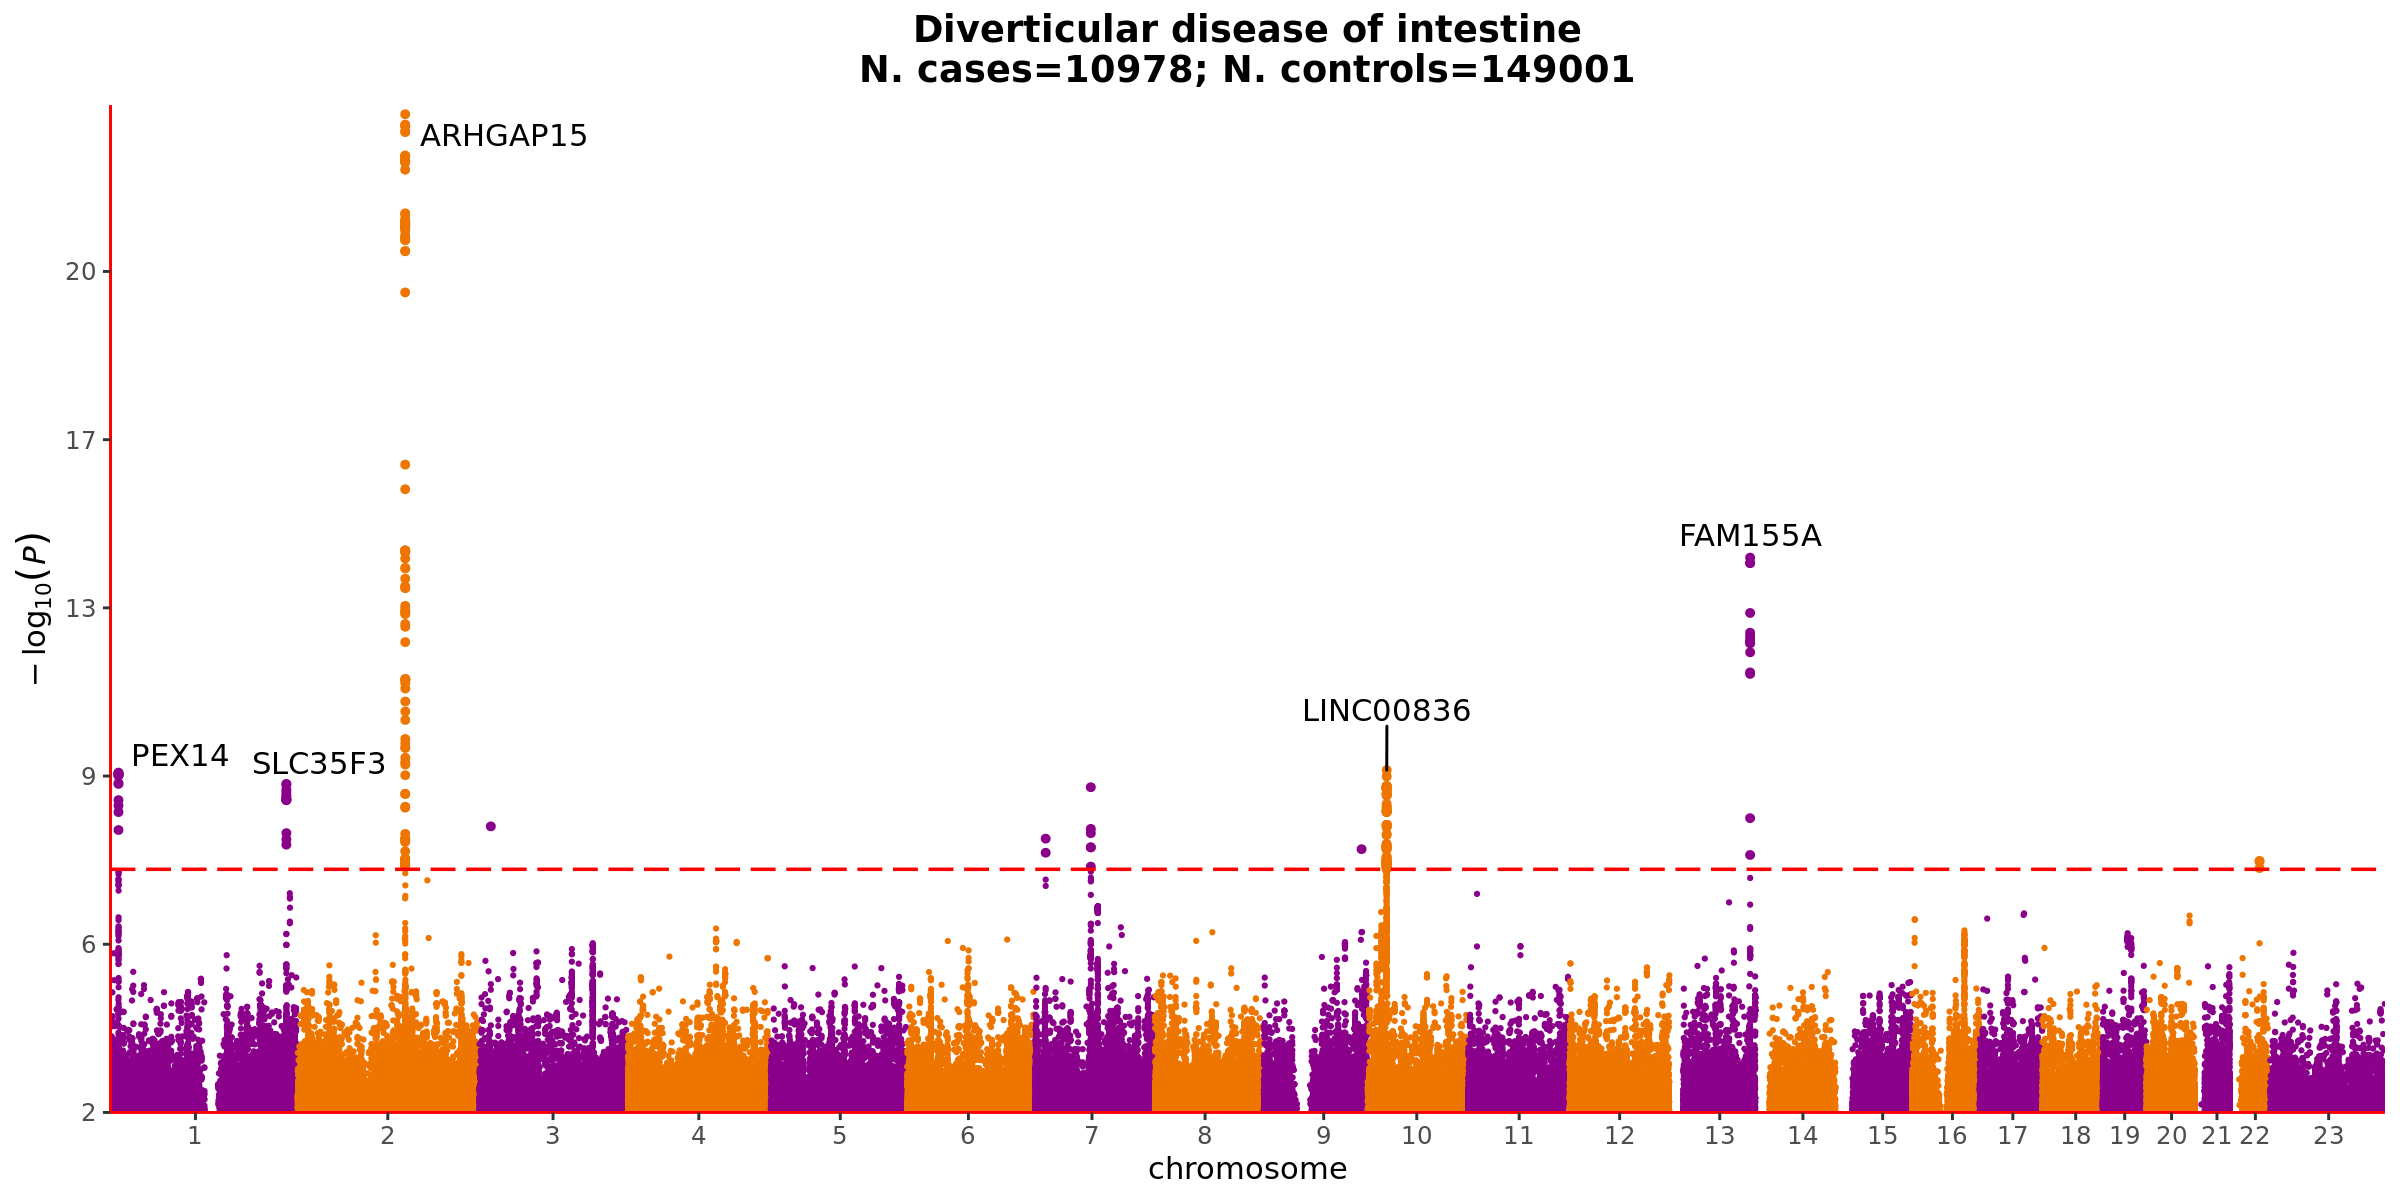 Diverticular disease of intestine
N. cases=10978; N. controls=149001
ARHGAP15
20
17
− log10(P)
FAM155A
13
LINC00836
PEX14
SLC35F3
9
6
2
1 2 3 4 5 6 7 8 9 10 11 12 13 14 15 16 17 18 19 20 21 22 23
chromosome